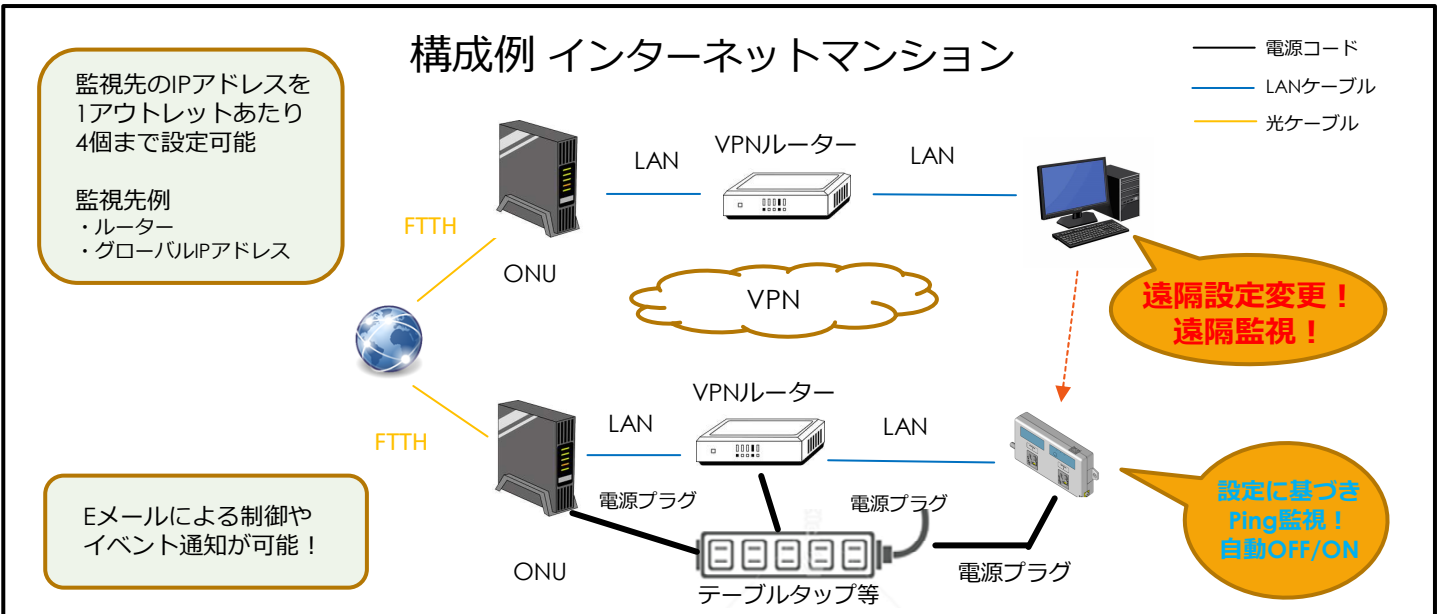 構成例 インターネットマンション
電源コード
LANケーブル
光ケーブル
監視先のIPアドレスを
1アウトレットあたり
4個まで設定可能
監視先例
・ルーター
・グローバルIPアドレス
FTTH
ONU
LAN
VPNルーター
LAN
VPN
遠隔設定変更！
遠隔監視！
FTTH
ONU
LAN
VPNルーター
LAN
電源プラグ
電源プラグ
電源プラグ
テーブルタップ等
設定に基づき
Ping監視！
自動OFF/ON
Eメールによる制御や
イベント通知が可能！